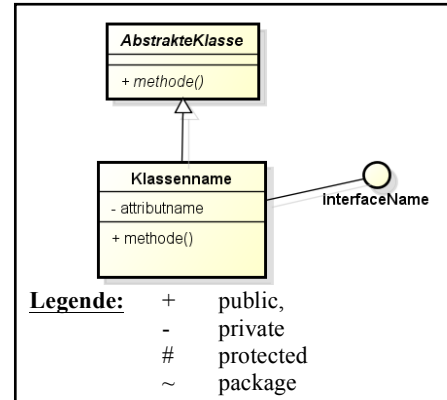 AbstrakteKlasse
+ methode()
Klassenname
- attributname
+ methode()
InterfaceName
Legende: + public,
- private
# protected
~ package